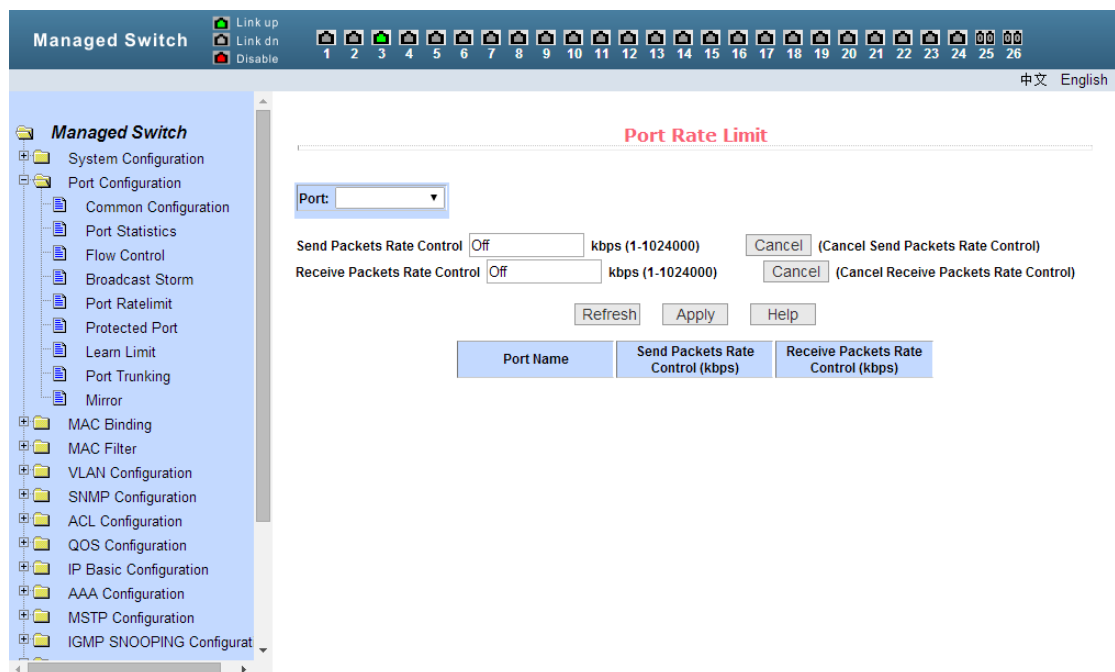 Managed Switch
Link up
Link dn
Disable
1 2 3 4 5 6 7 8 9 10 11 12 13 14 15 16 17 18 19 20 21 22 23 24 25 26
中文 English
Managed Switch
System Configuration
Port Configuration
Common Configuration
Port Statistics
Flow Control
Broadcast Storm
Port Ratelimit
Protected Port
Learn Limit
Port Trunking
Mirror
MAC Binding
MAC Filter
VLAN Configuration
SNMP Configuration
ACL Configuration
QOS Configuration
IP Basic Configuration
AAA Configuration
MSTP Configuration
IGMP SNOOPING Configurat
Port Rate Limit
Port:
Send Packets Rate Control Off kbps (1-1024000) Cancel (Cancel Send Packets Rate Control)
Receive Packets Rate Control Off kbps (1-1024000) Cancel (Cancel Receive Packets Rate Control)
Refresh Apply Help
Port Name
Send Packets Rate
Control (kbps)
Receive Packets Rate
Control (kbps)